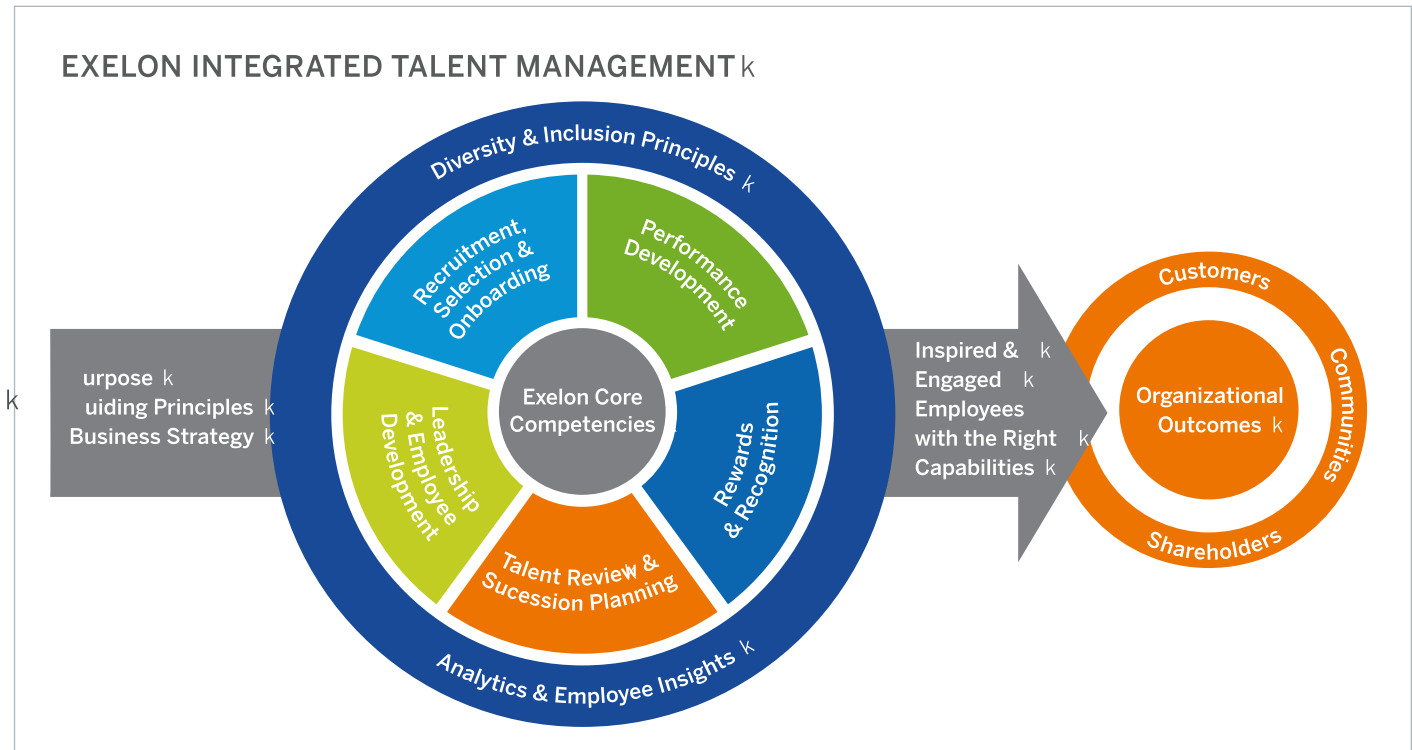 EXELON INTEGRATED TALENT MANAGEMENT k
Diversity & Inclusion Principles k
Recruitment,
Selection &
Onboarding
Performance
Development
k
urpose k
uiding Principles k
Business Strategy k
Leadership
& Employee
Development
Exelon Core
Competencies
Rewards
& Recognition
Talent Review &
Sucession Planning
k
Analytics & Employee Insights k
Inspired & k
Engaged k
Employees
with the Right k
Capabilities k
Customers
Communities
Shareholders
Organizational
Outcomes k